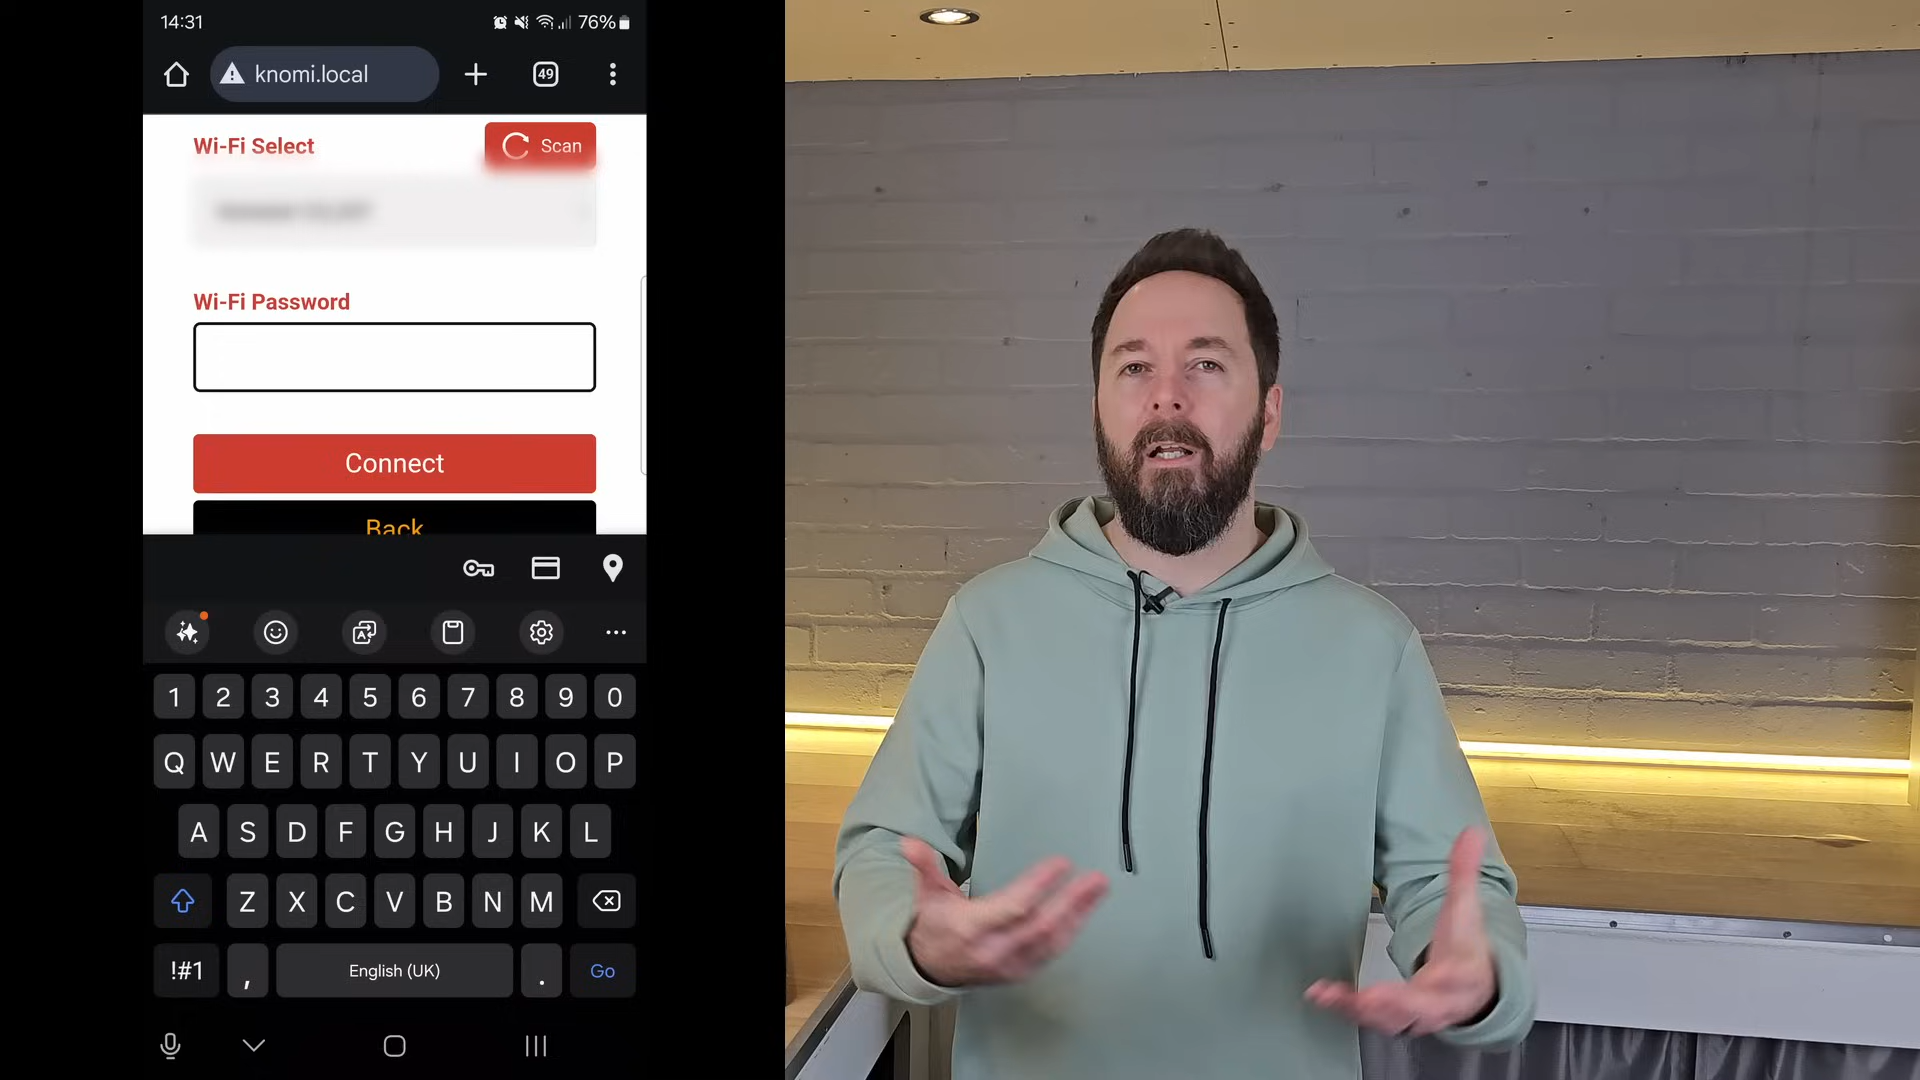 14:31
76%
knomi.local
49
Wi-Fi Select
Scan
Wi-Fi Password
Connect
Back
1 2 3 4 5 6 7 8 9 0
Q W E R T Y U I O P
A S D F G H J K L
Z X C V B N M
!#1 , English (UK) . Go